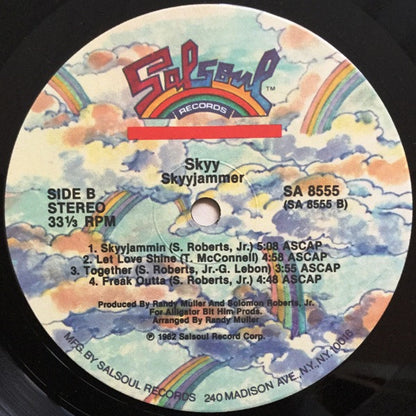 Salsoul TM
RECORDS
Skyy
Skyyjammer
SIDE B
STEREO
33⅓ RPM
SA 8555
(SA 8555 B)
1. Skyyjammin (S. Roberts, Jr.) 5:08 ASCAP
2. Let Love Shine (T. McConnell) 4:58 ASCAP
3. Together (S. Roberts, Jr.-G. Lebon) 3:55 ASCAP
4. Freak Outta (S. Roberts, Jr.) 4:48 ASCAP
Produced By Randy Muller and Solomon Roberts, Jr.
For Alligator Bit Him Prods.
Arranged By Randy Muller
℗ 1982 Salsoul Record Corp.
MFG. BY SALSOUL RECORDS 240 MADISON AVE., NY, NY. 10016